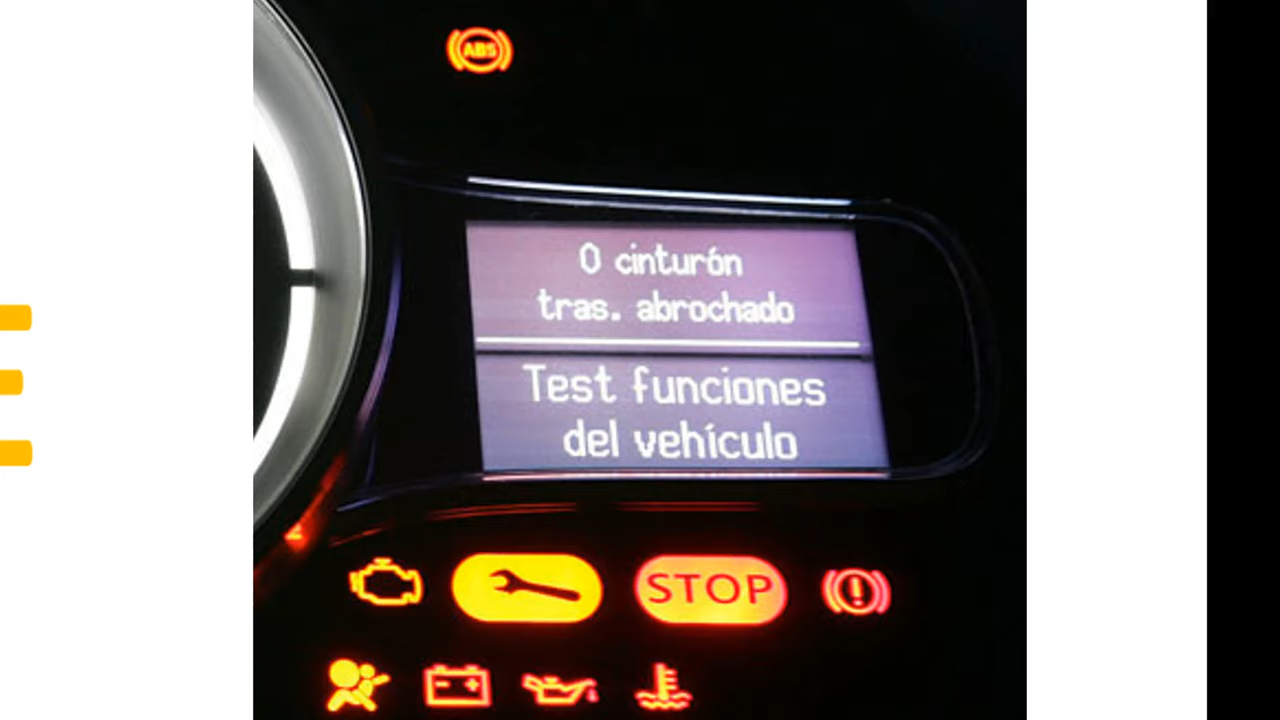 ABS
0 cinturón
tras. abrochado
Test funciones
del vehículo
STOP